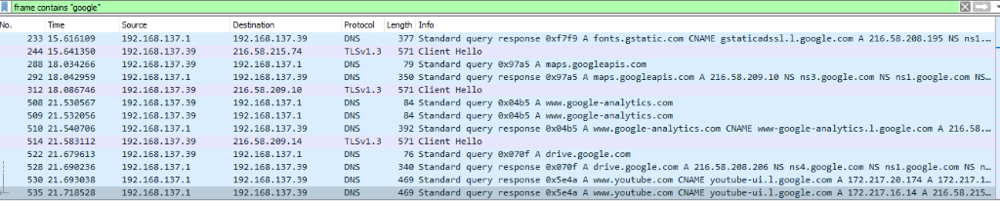 frame contains "google"
No. Time Source Destination Protocol Length Info
233 15.616109 192.168.137.1 192.168.137.39 DNS 377 Standard query response 0xf7f9 A fonts.gstatic.com CNAME gstaticadssl.l.google.com A 216.58.208.195 NS ns1...
244 15.641350 192.168.137.39 216.58.215.74 TLSv1.3 571 Client Hello
288 18.034266 192.168.137.39 192.168.137.1 DNS 79 Standard query 0x97a5 A maps.googleapis.com
292 18.042959 192.168.137.1 192.168.137.39 DNS 350 Standard query response 0x97a5 A maps.googleapis.com A 216.58.209.10 NS ns3.google.com NS ns1.google.com NS...
312 18.086746 192.168.137.39 216.58.209.10 TLSv1.3 571 Client Hello
508 21.530567 192.168.137.39 192.168.137.1 DNS 84 Standard query 0x04b5 A www.google-analytics.com
509 21.532056 192.168.137.39 192.168.137.1 DNS 84 Standard query 0x04b5 A www.google-analytics.com
510 21.540706 192.168.137.1 192.168.137.39 DNS 392 Standard query response 0x04b5 A www.google-analytics.com CNAME www-google-analytics.l.google.com A 216.58...
514 21.583112 192.168.137.39 216.58.209.14 TLSv1.3 571 Client Hello
522 21.679613 192.168.137.39 192.168.137.1 DNS 76 Standard query 0x070f A drive.google.com
528 21.690236 192.168.137.1 192.168.137.39 DNS 340 Standard query response 0x070f A drive.google.com A 216.58.208.206 NS ns4.google.com NS ns1.google.com NS n...
530 21.693038 192.168.137.1 192.168.137.39 DNS 469 Standard query response 0x5e4a A www.youtube.com CNAME youtube-ui.l.google.com A 172.217.20.174 A 172.217.1...
535 21.718528 192.168.137.1 192.168.137.39 DNS 469 Standard query response 0x5e4a A www.youtube.com CNAME youtube-ui.l.google.com A 172.217.16.14 A 216.58.215...